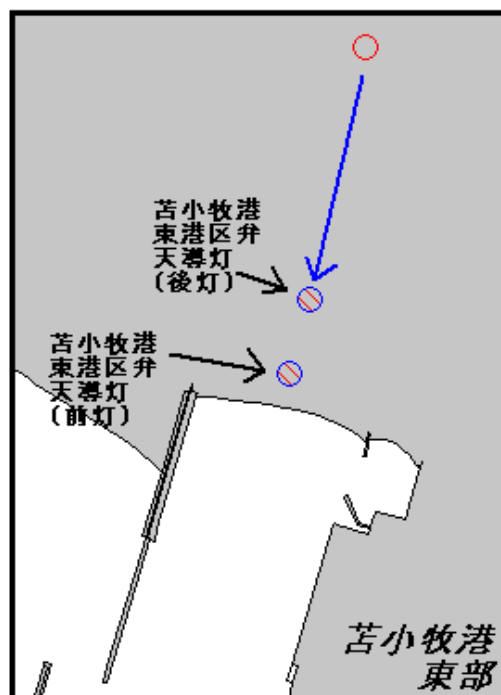 苫小牧港
東港区弁
天導灯
(後灯)
苫小牧港
東港区弁
天導灯
(前灯)
苫小牧港
東部